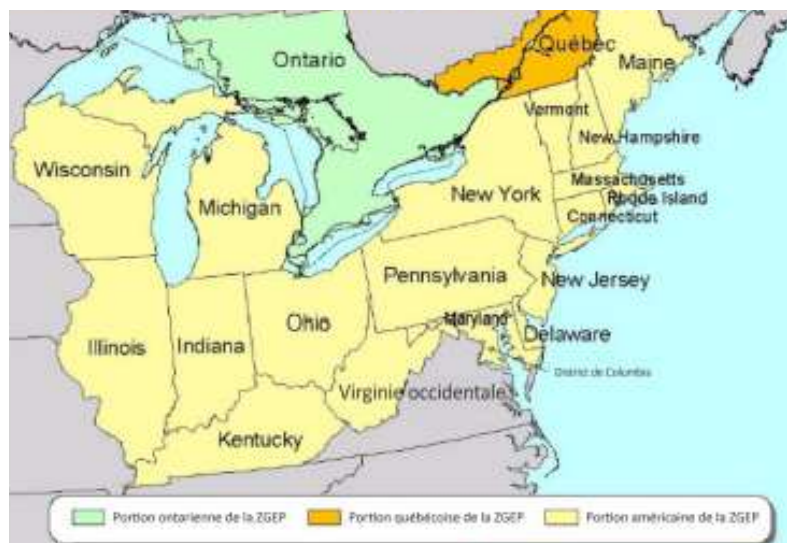 Québec
Ontario
Maine
Vermont
New Hampshire
Wisconsin
Massachusetts
Michigan
New York
Rhode Island
Connecticut
Pennsylvania
New Jersey
Maryland
Ohio
Delaware
Illinois
Indiana
District de Columbia
Virginie occidentale
Kentucky
Portion ontarienne de la ZGEP
Portion québécoise de la ZGEP
Portion américaine de la ZGEP